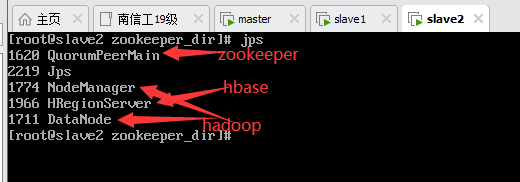 主页 南信工19级 master slave1 slave2
[root@slave2 zookeeper_dir]# jps
1620 QuorumPeerMain zookeeper
2219 Jps
1774 NodeManager hbase
1966 HRegionServer
1711 DataNode hadoop
[root@slave2 zookeeper_dir]#